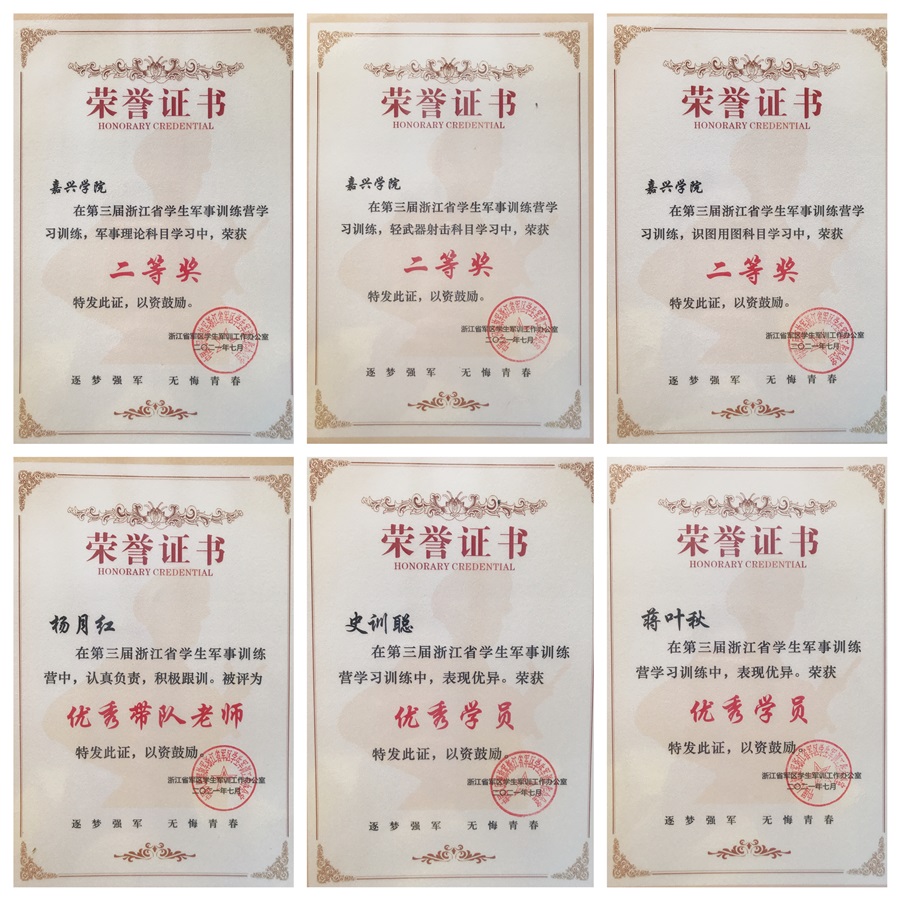 荣誉证书
HONORARY CREDENTIAL
嘉兴学院
在第三届浙江省学生军事训练营学
习训练，军事理论科目学习中，荣获
二等奖
特发此证，以资鼓励。
浙江省军区学生军训工作办公室
二〇二一年七月
逐梦强军 无悔青春
荣誉证书
HONORARY CREDENTIAL
嘉兴学院
在第三届浙江省学生军事训练营学
习训练，轻武器射击科目学习中，荣获
二等奖
特发此证，以资鼓励。
浙江省军区学生军训工作办公室
二〇二一年七月
逐梦强军 无悔青春
荣誉证书
HONORARY CREDENTIAL
嘉兴学院
在第三届浙江省学生军事训练营学
习训练，识图用图科目学习中，荣获
二等奖
特发此证，以资鼓励。
浙江省军区学生军训工作办公室
二〇二一年七月
逐梦强军 无悔青春
荣誉证书
HONORARY CREDENTIAL
杨月红
在第三届浙江省学生军事训练
营中，认真负责，积极跟训。被评为
优秀带队老师
特发此证，以资鼓励。
浙江省军区学生军训工作办公室
二〇二一年七月
逐梦强军 无悔青春
荣誉证书
HONORARY CREDENTIAL
史训聪
在第三届浙江省学生军事训练
营学习训练中，表现优异。荣获
优秀学员
特发此证，以资鼓励。
浙江省军区学生军训工作办公室
二〇二一年七月
逐梦强军 无悔青春
荣誉证书
HONORARY CREDENTIAL
蒋叶秋
在第三届浙江省学生军事训练
营学习训练中，表现优异。荣获
优秀学员
特发此证，以资鼓励。
浙江省军区学生军训工作办公室
二〇二一年七月
逐梦强军 无悔青春